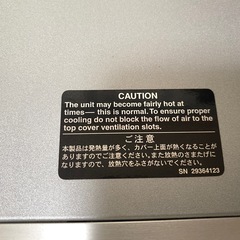 CAUTION
The unit may become fairly hot at
times— this is normal. To ensure proper
cooling do not block the flow of air to the
top cover ventilation slots.
ご注意
本製品は発熱量が多く、カバー上面が熱くなることが
ありますのでご注意ください。また放熱のさまたげに
なりますので、放熱穴をふさがないでください。
SN 29364123